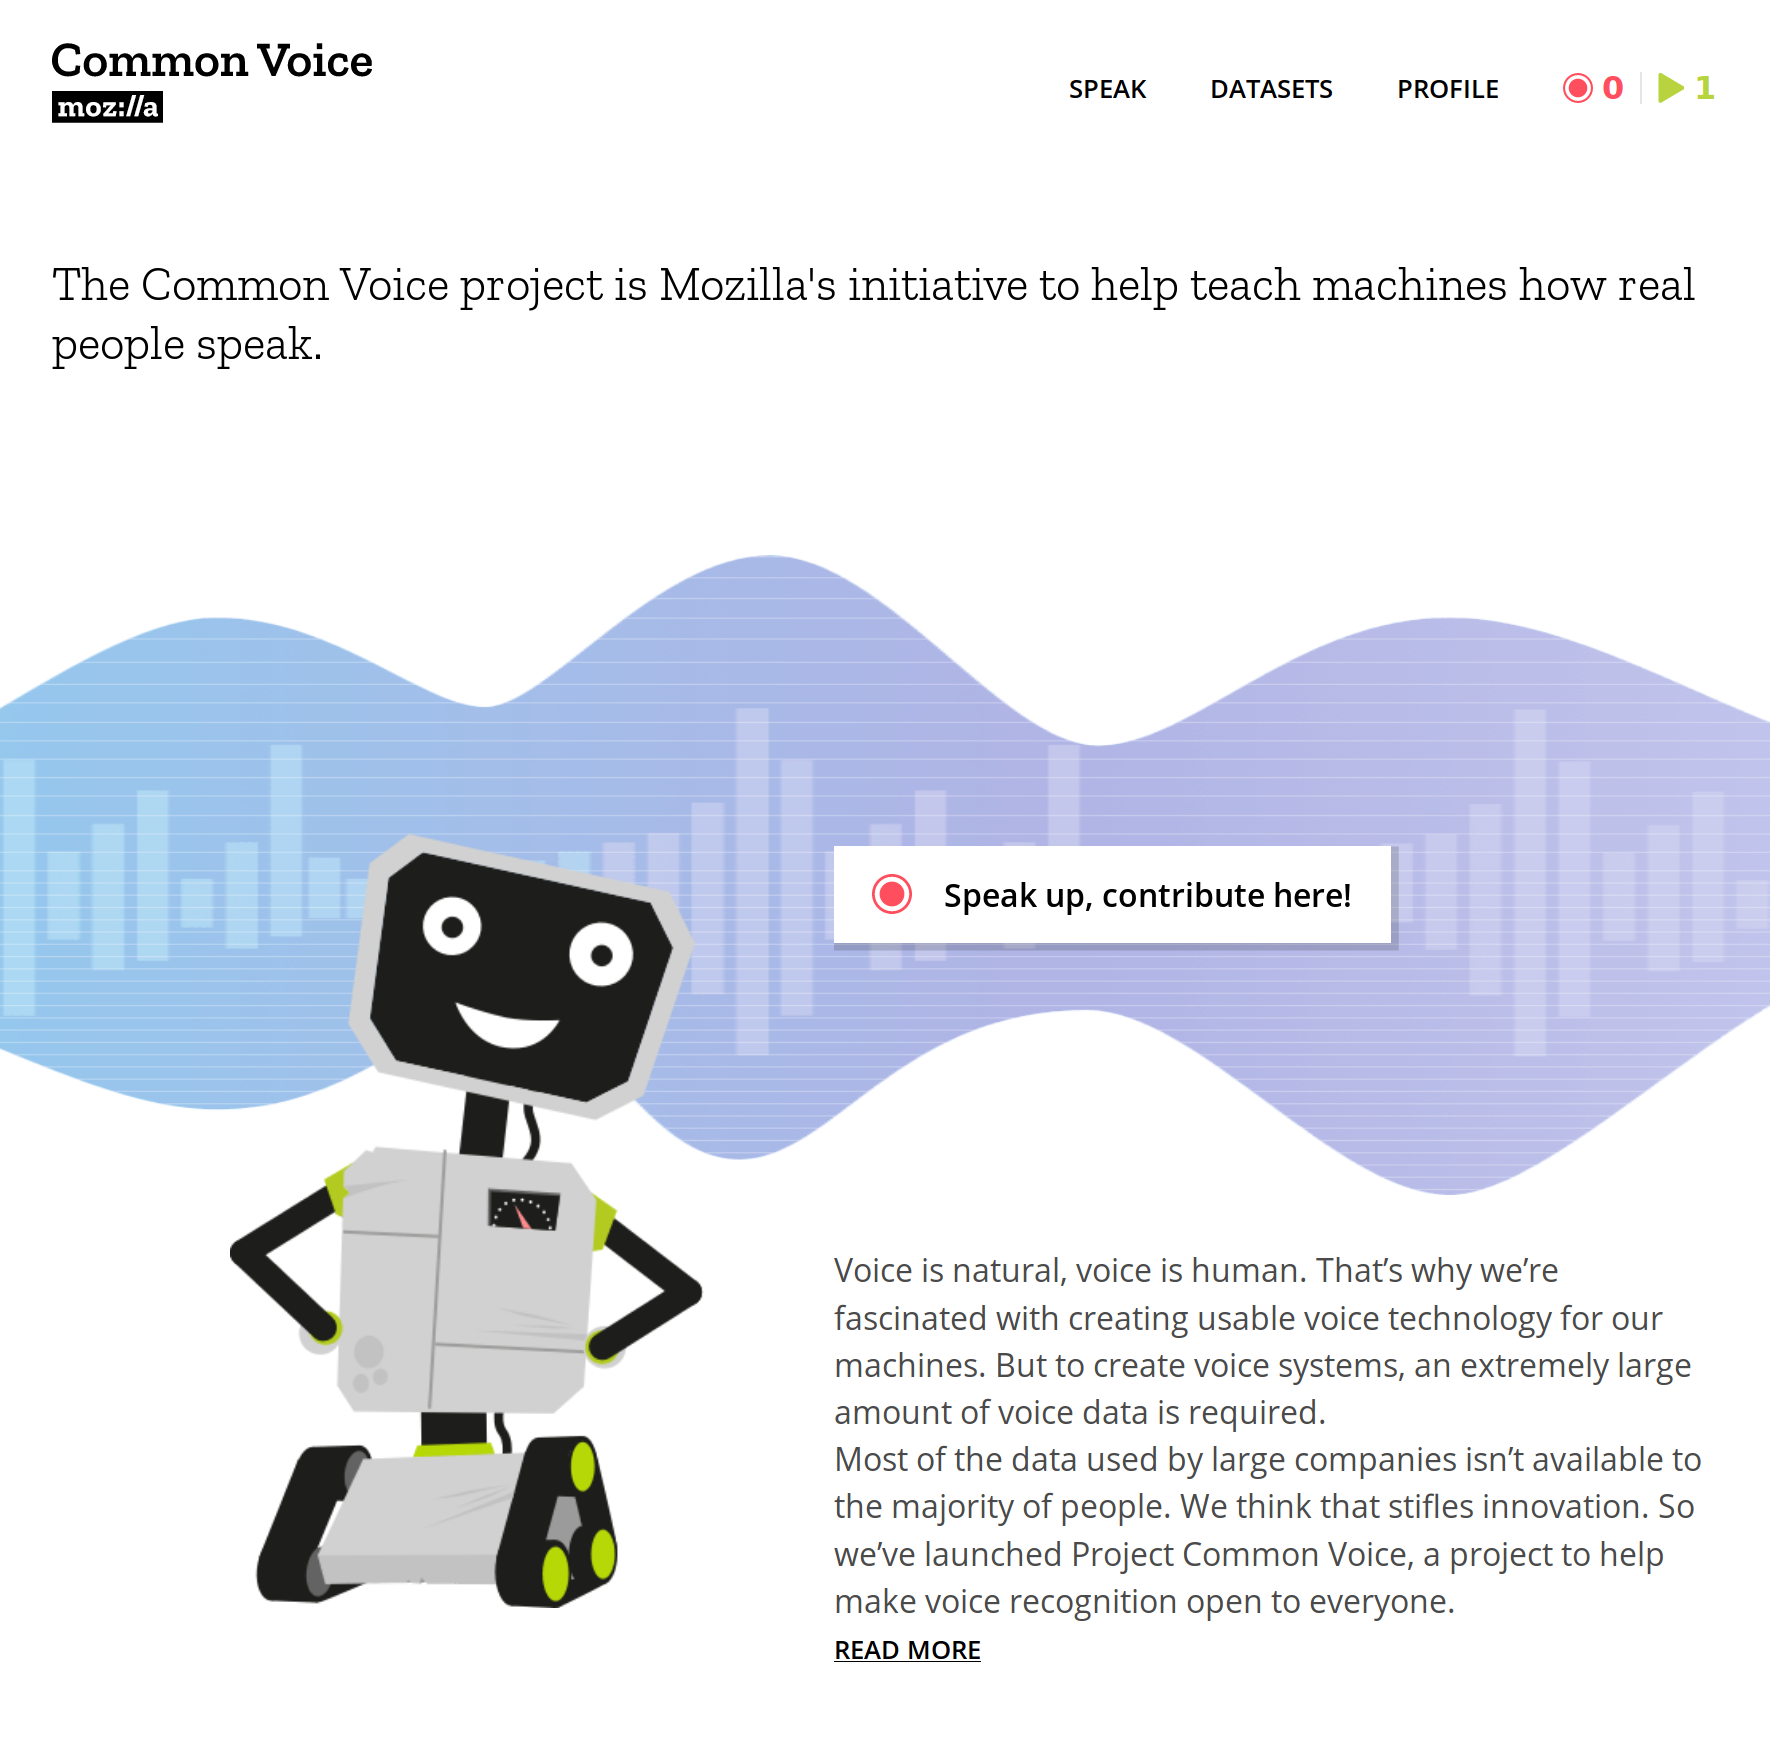 Common Voice
moz://a
SPEAK DATASETS PROFILE 0 1
The Common Voice project is Mozilla's initiative to help teach machines how real
people speak.
Speak up, contribute here!
Voice is natural, voice is human. That’s why we’re
fascinated with creating usable voice technology for our
machines. But to create voice systems, an extremely large
amount of voice data is required.
Most of the data used by large companies isn’t available to
the majority of people. We think that stifles innovation. So
we’ve launched Project Common Voice, a project to help
make voice recognition open to everyone.
READ MORE